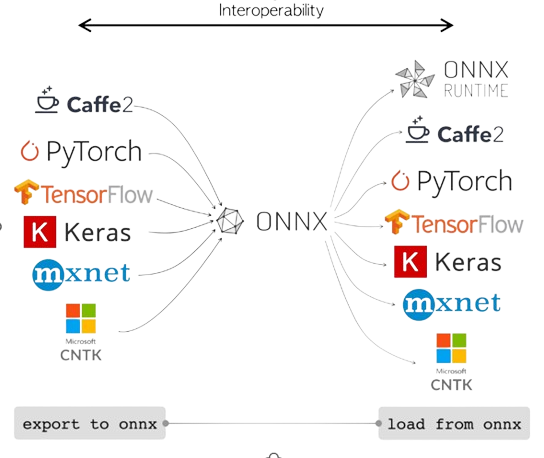 Interoperability
Caffe2
PyTorch
TensorFlow
K Keras
mxnet
Microsoft
CNTK
ONNX
ONNX
RUNTIME
Caffe2
PyTorch
TensorFlow
K Keras
mxnet
Microsoft
CNTK
export to onnx
load from onnx